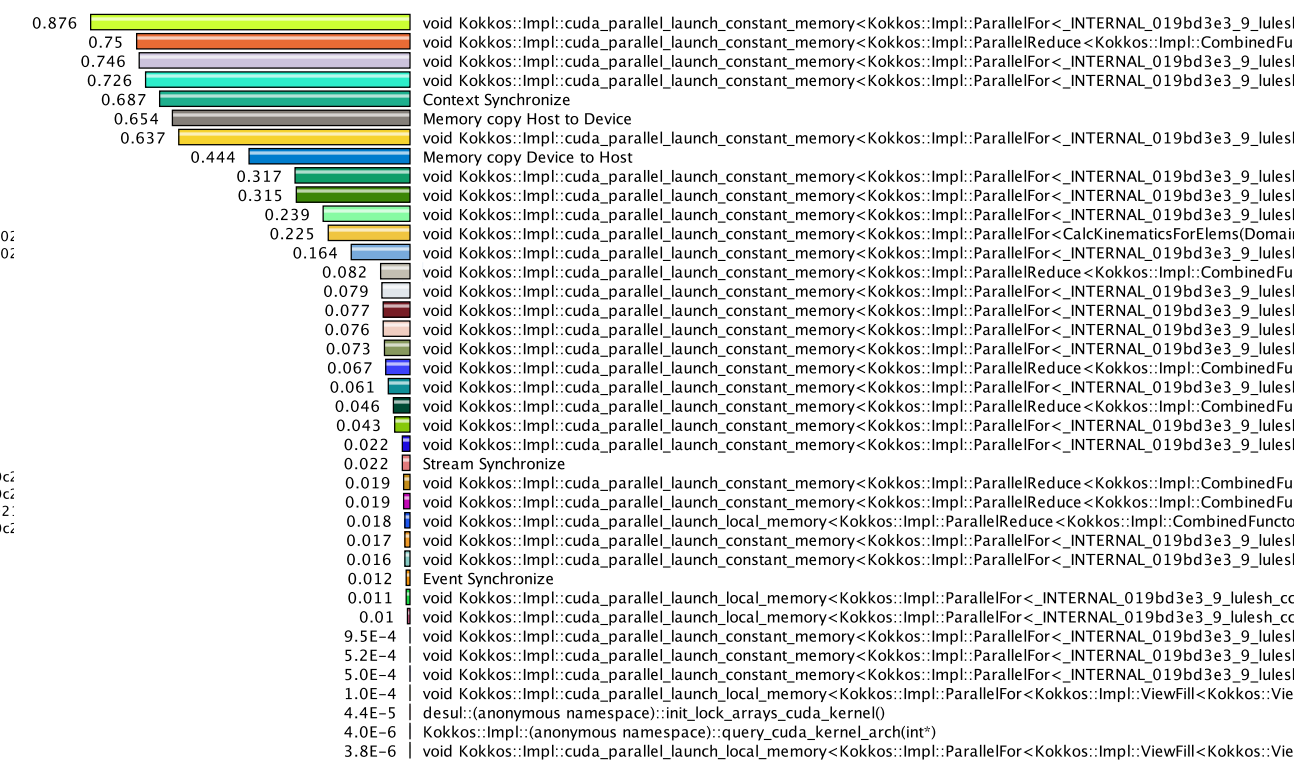 0.876 void Kokkos::Impl::cuda_parallel_launch_constant_memory<Kokkos::Impl::ParallelFor<_INTERNAL_019bd3e3_9_lulesh
0.75 void Kokkos::Impl::cuda_parallel_launch_constant_memory<Kokkos::Impl::ParallelReduce<Kokkos::Impl::CombinedFu
0.746 void Kokkos::Impl::cuda_parallel_launch_constant_memory<Kokkos::Impl::ParallelFor<_INTERNAL_019bd3e3_9_lulesh
0.726 void Kokkos::Impl::cuda_parallel_launch_constant_memory<Kokkos::Impl::ParallelFor<_INTERNAL_019bd3e3_9_lulesh
0.687 Context Synchronize
0.654 Memory copy Host to Device
0.637 void Kokkos::Impl::cuda_parallel_launch_constant_memory<Kokkos::Impl::ParallelFor<_INTERNAL_019bd3e3_9_lulesh
0.444 Memory copy Device to Host
0.317 void Kokkos::Impl::cuda_parallel_launch_constant_memory<Kokkos::Impl::ParallelFor<_INTERNAL_019bd3e3_9_lulesh
0.315 void Kokkos::Impl::cuda_parallel_launch_constant_memory<Kokkos::Impl::ParallelFor<_INTERNAL_019bd3e3_9_lulesh
0.239 void Kokkos::Impl::cuda_parallel_launch_constant_memory<Kokkos::Impl::ParallelFor<_INTERNAL_019bd3e3_9_lulesh
02 0.225 void Kokkos::Impl::cuda_parallel_launch_constant_memory<Kokkos::Impl::ParallelFor<CalcKinematicsForElems(Domain
02 0.164 void Kokkos::Impl::cuda_parallel_launch_constant_memory<Kokkos::Impl::ParallelFor<_INTERNAL_019bd3e3_9_lulesh
0.082 void Kokkos::Impl::cuda_parallel_launch_constant_memory<Kokkos::Impl::ParallelReduce<Kokkos::Impl::CombinedFu
0.079 void Kokkos::Impl::cuda_parallel_launch_constant_memory<Kokkos::Impl::ParallelFor<_INTERNAL_019bd3e3_9_lulesh
0.077 void Kokkos::Impl::cuda_parallel_launch_constant_memory<Kokkos::Impl::ParallelFor<_INTERNAL_019bd3e3_9_lulesh
0.076 void Kokkos::Impl::cuda_parallel_launch_constant_memory<Kokkos::Impl::ParallelFor<_INTERNAL_019bd3e3_9_lulesh
0.073 void Kokkos::Impl::cuda_parallel_launch_constant_memory<Kokkos::Impl::ParallelFor<_INTERNAL_019bd3e3_9_lulesh
0.067 void Kokkos::Impl::cuda_parallel_launch_constant_memory<Kokkos::Impl::ParallelReduce<Kokkos::Impl::CombinedFu
0.061 void Kokkos::Impl::cuda_parallel_launch_constant_memory<Kokkos::Impl::ParallelFor<_INTERNAL_019bd3e3_9_lulesh
0.046 void Kokkos::Impl::cuda_parallel_launch_constant_memory<Kokkos::Impl::ParallelReduce<Kokkos::Impl::CombinedFu
0.043 void Kokkos::Impl::cuda_parallel_launch_constant_memory<Kokkos::Impl::ParallelFor<_INTERNAL_019bd3e3_9_lulesh
0.022 void Kokkos::Impl::cuda_parallel_launch_constant_memory<Kokkos::Impl::ParallelFor<_INTERNAL_019bd3e3_9_lulesh
0.022 Stream Synchronize
0.019 void Kokkos::Impl::cuda_parallel_launch_constant_memory<Kokkos::Impl::ParallelReduce<Kokkos::Impl::CombinedFu
0.019 void Kokkos::Impl::cuda_parallel_launch_constant_memory<Kokkos::Impl::ParallelReduce<Kokkos::Impl::CombinedFu
0.018 void Kokkos::Impl::cuda_parallel_launch_local_memory<Kokkos::Impl::ParallelReduce<Kokkos::Impl::CombinedFuncto
0.017 void Kokkos::Impl::cuda_parallel_launch_constant_memory<Kokkos::Impl::ParallelFor<_INTERNAL_019bd3e3_9_lulesh
0.016 void Kokkos::Impl::cuda_parallel_launch_constant_memory<Kokkos::Impl::ParallelFor<_INTERNAL_019bd3e3_9_lulesh
0.012 Event Synchronize
0.011 void Kokkos::Impl::cuda_parallel_launch_local_memory<Kokkos::Impl::ParallelFor<_INTERNAL_019bd3e3_9_lulesh_cc
0.01 void Kokkos::Impl::cuda_parallel_launch_local_memory<Kokkos::Impl::ParallelFor<_INTERNAL_019bd3e3_9_lulesh_cc
9.5E-4 void Kokkos::Impl::cuda_parallel_launch_constant_memory<Kokkos::Impl::ParallelFor<_INTERNAL_019bd3e3_9_lulesh
5.2E-4 void Kokkos::Impl::cuda_parallel_launch_constant_memory<Kokkos::Impl::ParallelFor<_INTERNAL_019bd3e3_9_lulesh
5.0E-4 void Kokkos::Impl::cuda_parallel_launch_constant_memory<Kokkos::Impl::ParallelFor<_INTERNAL_019bd3e3_9_lulesh
1.0E-4 void Kokkos::Impl::cuda_parallel_launch_local_memory<Kokkos::Impl::ParallelFor<Kokkos::Impl::ViewFill<Kokkos::Vie
4.4E-5 desul::(anonymous namespace)::init_lock_arrays_cuda_kernel()
4.0E-6 Kokkos::Impl::(anonymous namespace)::query_cuda_kernel_arch(int*)
3.8E-6 void Kokkos::Impl::cuda_parallel_launch_local_memory<Kokkos::Impl::ParallelFor<Kokkos::Impl::ViewFill<Kokkos::Vie